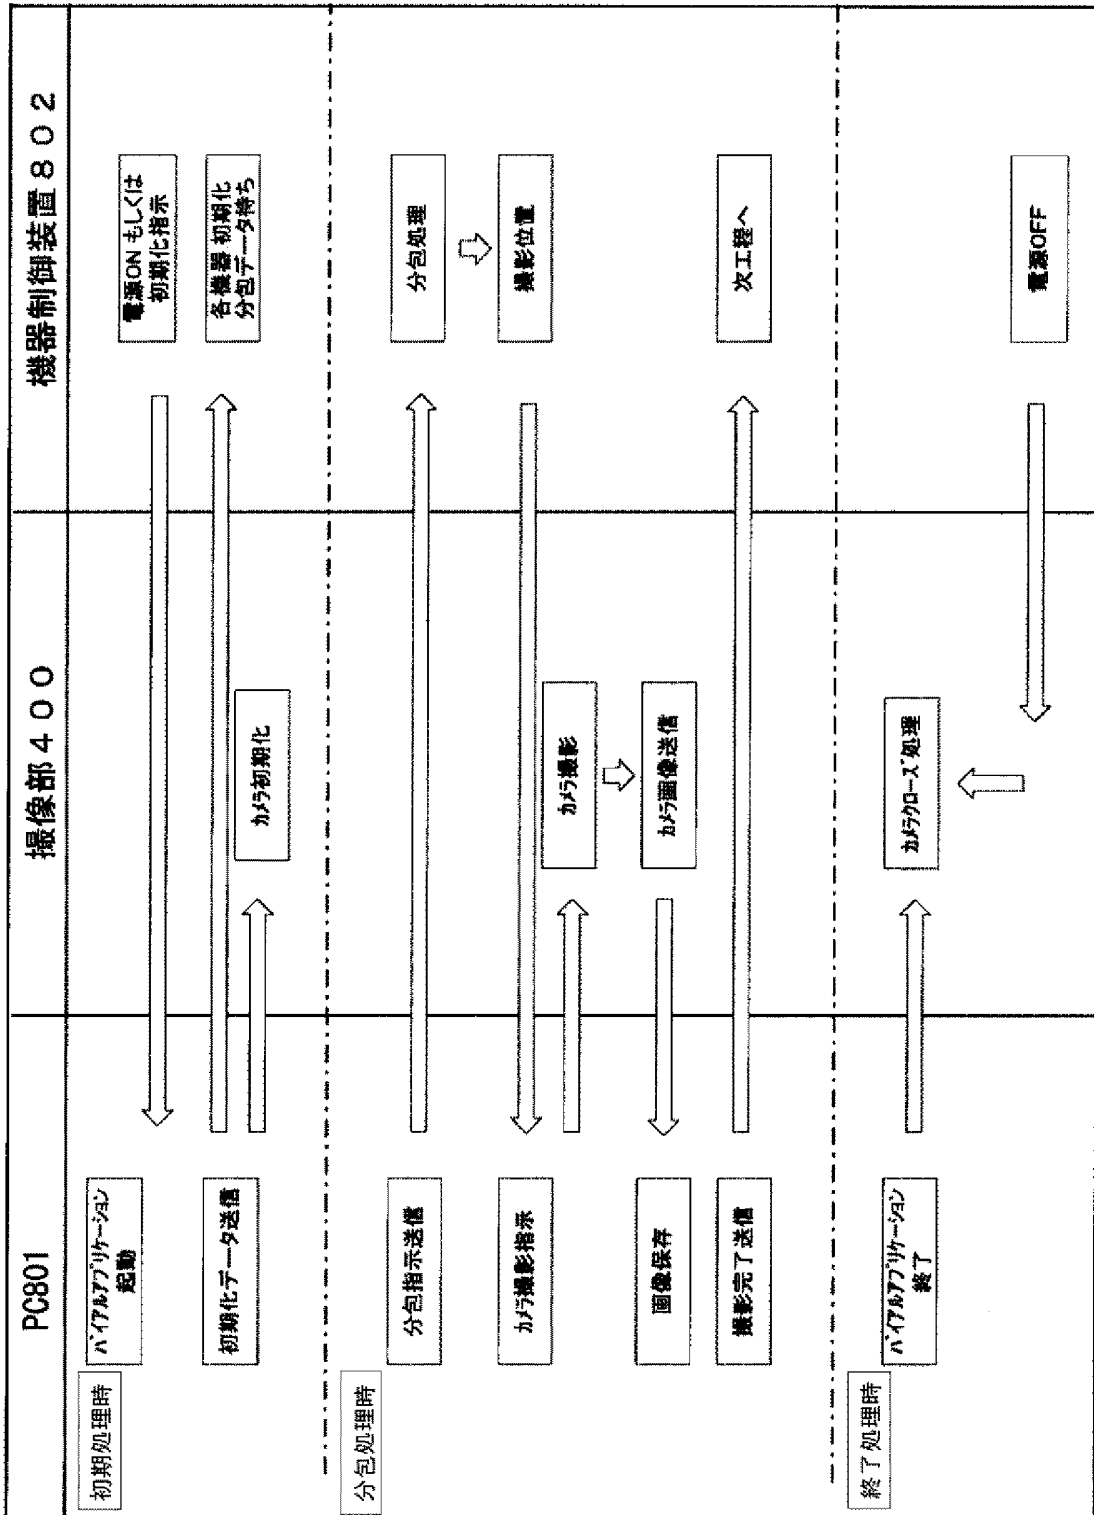 PC801
撮像部400
機器制御装置802
初期処理時
バイアルアプリケーション
起動
電源ONもしくは
初期化指示
初期化データ送信
各機器 初期化
分包データ待ち
カメラ初期化
分包処理時
分包指示送信
分包処理
カメラ撮影指示
撮影位置
カメラ撮影
画像保存
カメラ画像送信
撮影完了送信
次工程へ
終了処理時
バイアルアプリケーション
終了
カメラクローズ処理
電源OFF